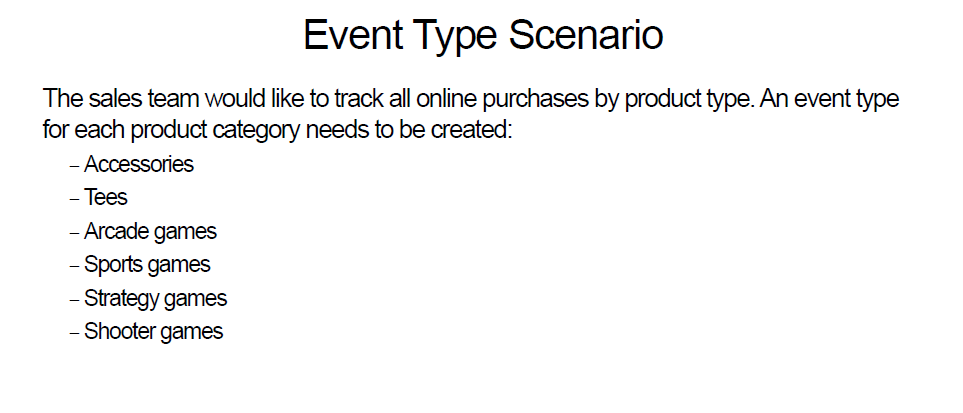 Event Type Scenario
The sales team would like to track all online purchases by product type. An event type
for each product category needs to be created:
– Accessories
– Tees
– Arcade games
– Sports games
– Strategy games
– Shooter games